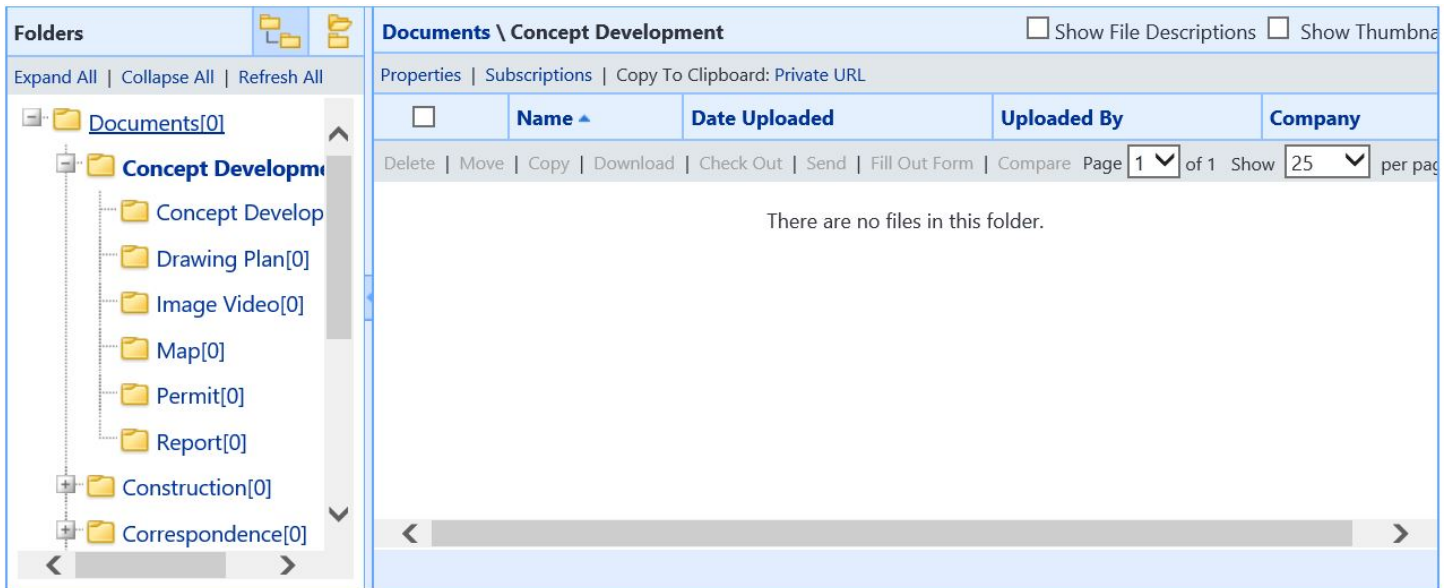 Folders
Expand All | Collapse All | Refresh All
Documents[0]
Concept Developme
Concept Develop
Drawing Plan[0]
Image Video[0]
Map[0]
Permit[0]
Report[0]
Construction[0]
Correspondence[0]
Documents \ Concept Development Show File Descriptions Show Thumbna
Properties | Subscriptions | Copy To Clipboard: Private URL
Name Date Uploaded Uploaded By Company
Delete | Move | Copy | Download | Check Out | Send | Fill Out Form | Compare Page 1 of 1 Show 25 per pag
There are no files in this folder.